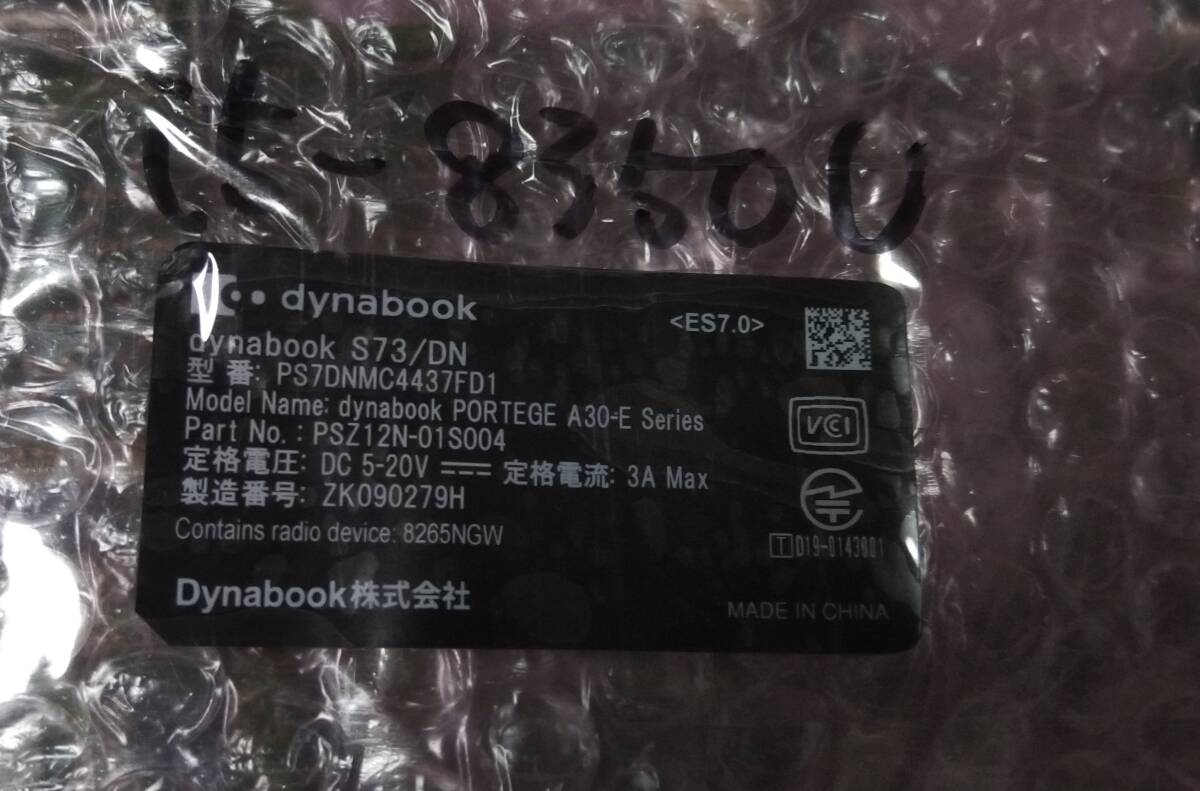 i5-8350U
dynabook
<ES7.0>
dynabook S73/DN
型 番: PS7DNMC4437FD1
Model Name: dynabook PORTEGE A30-E Series
Part No. : PSZ12N-01S004
定格電圧: DC 5-20V 定格電流: 3A Max
製造番号: ZK090279H
Contains radio device: 8265NGW
VCI
T D19-0143001
Dynabook株式会社
MADE IN CHINA